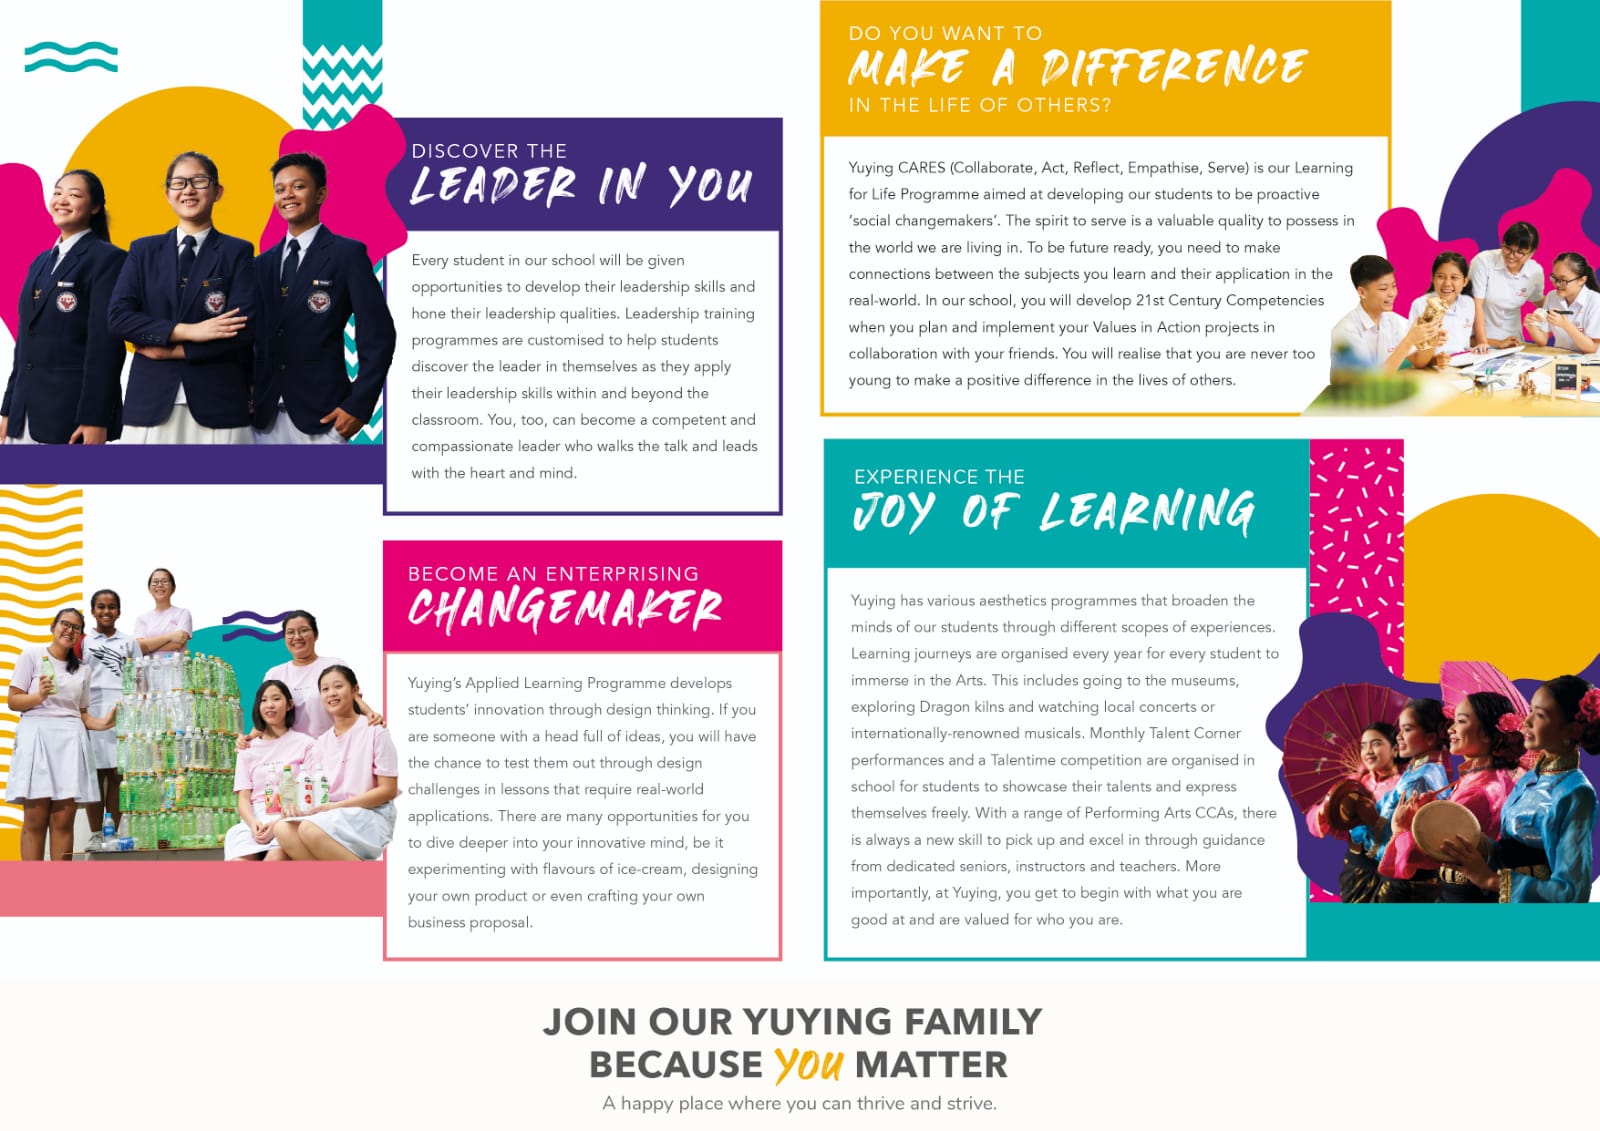 DISCOVER THE
LEADER IN YOU
Every student in our school will be given
opportunities to develop their leadership skills and
hone their leadership qualities. Leadership training
programmes are customised to help students
discover the leader in themselves as they apply
their leadership skills within and beyond the
classroom. You, too, can become a competent and
compassionate leader who walks the talk and leads
with the heart and mind.
BECOME AN ENTERPRISING
CHANGEMAKER
Yuying's Applied Learning Programme develops
students' innovation through design thinking. If you
are someone with a head full of ideas, you will have
the chance to test them out through design
challenges in lessons that require real-world
applications. There are many opportunities for you
to dive deeper into your innovative mind, be it
experimenting with flavours of ice-cream, designing
your own product or even crafting your own
business proposal.
DO YOU WANT TO
MAKE A DIFFERENCE
IN THE LIFE OF OTHERS?
Yuying CARES (Collaborate, Act, Reflect, Empathise, Serve) is our Learning
for Life Programme aimed at developing our students to be proactive
'social changemakers'. The spirit to serve is a valuable quality to possess in
the world we are living in. To be future ready, you need to make
connections between the subjects you learn and their application in the
real-world. In our school, you will develop 21st Century Competencies
when you plan and implement your Values in Action projects in
collaboration with your friends. You will realise that you are never too
young to make a positive difference in the lives of others.
EXPERIENCE THE
JOY OF LEARNING
Yuying has various aesthetics programmes that broaden the
minds of our students through different scopes of experiences.
Learning journeys are organised every year for every student to
immerse in the Arts. This includes going to the museums,
exploring Dragon kilns and watching local concerts or
internationally-renowned musicals. Monthly Talent Corner
performances and a Talentime competition are organised in
school for students to showcase their talents and express
themselves freely. With a range of Performing Arts CCAs, there
is always a new skill to pick up and excel in through guidance
from dedicated seniors, instructors and teachers. More
importantly, at Yuying, you get to begin with what you are
good at and are valued for who you are.
JOIN OUR YUYING FAMILY
BECAUSE YOU MATTER
A happy place where you can thrive and strive.